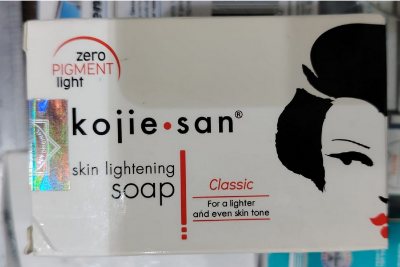 zero
PIGMENT
light
kojie•san®
skin lightening
soap
Classic
For a lighter
and even skin tone